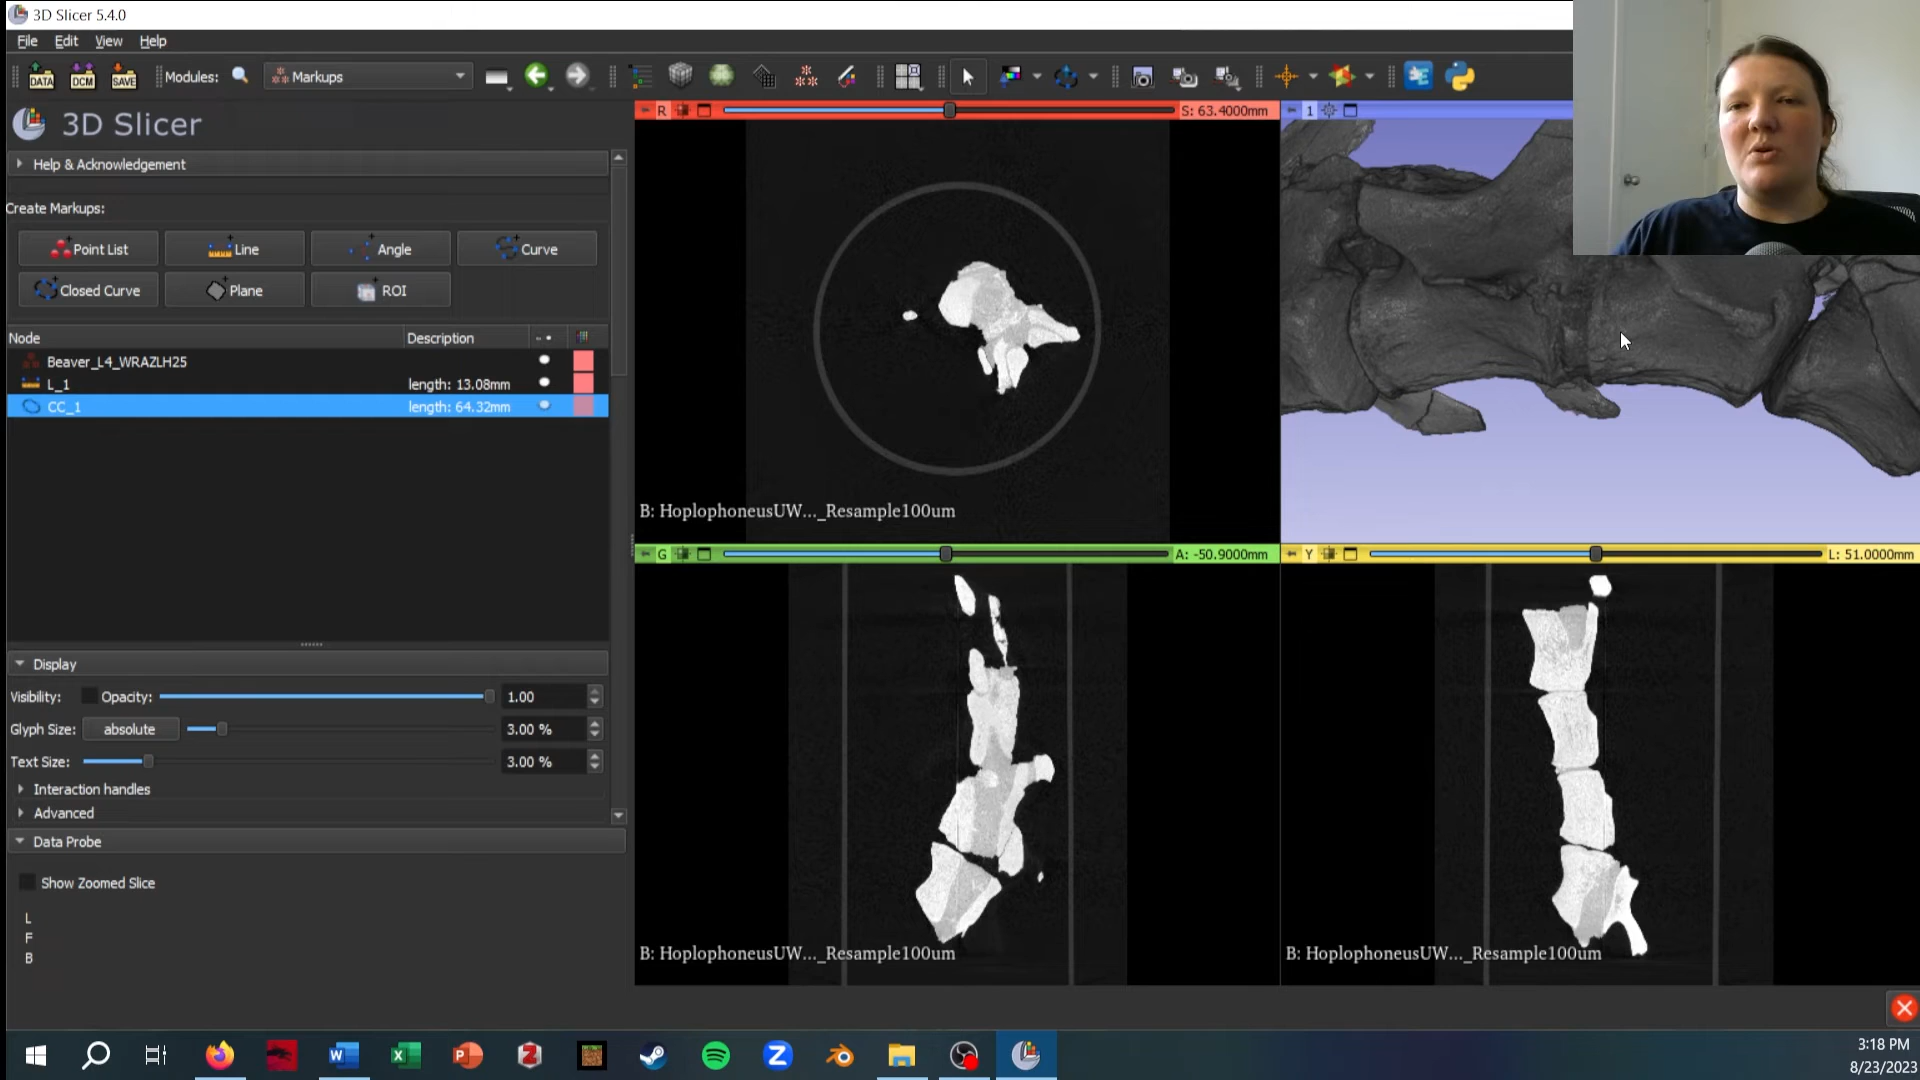 3D Slicer 5.4.0
File Edit View Help
DATA DCM SAVE Modules: Markups
3D Slicer
Help & Acknowledgement
Create Markups:
Point List Line Angle Curve
Closed Curve Plane ROI
Node Description
Beaver_L4_WRAZLH25
L_1 length: 13.08mm
CC_1 length: 64.32mm
Display
Visibility: Opacity: 1.00
Glyph Size: absolute 3.00 %
Text Size: 3.00 %
Interaction handles
Advanced
Data Probe
Show Zoomed Slice
L
F
B
R S: 63.4000mm
B: HoplophoneusUW..._Resample100um
1
G A: -50.9000mm
B: HoplophoneusUW..._Resample100um
Y L: 51.0000mm
B: HoplophoneusUW..._Resample100um
3:18 PM
8/23/2023